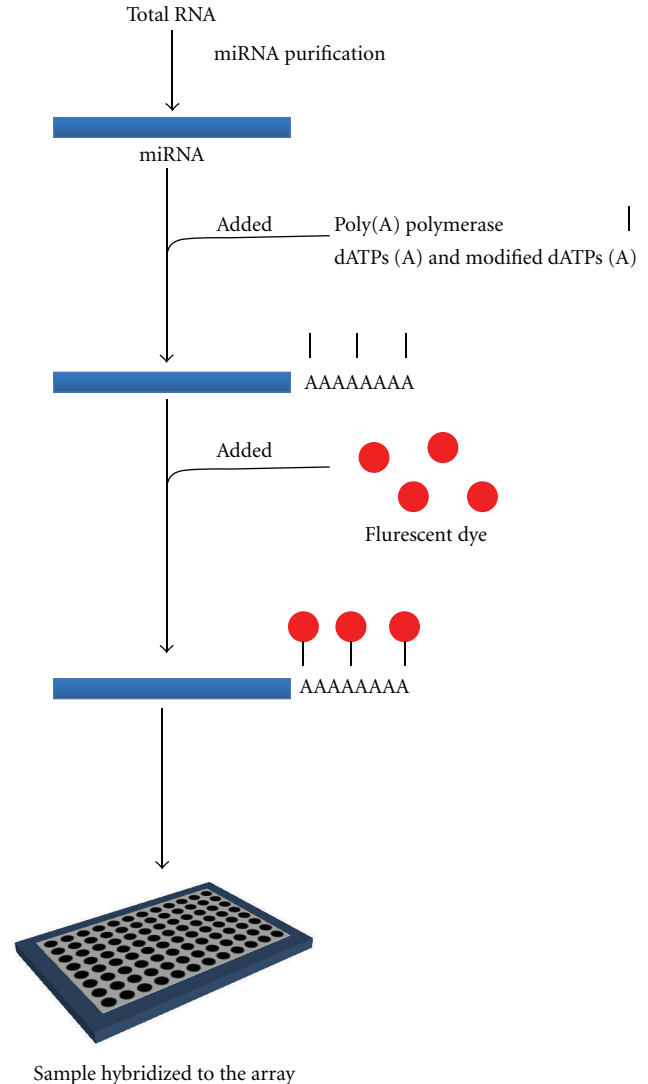 Total RNA
miRNA purification
miRNA
Added
Poly(A) polymerase
dATPs (A) and modified dATPs (A)
AAAAAAAA
Added
Flurescent dye
AAAAAAAA
Sample hybridized to the array